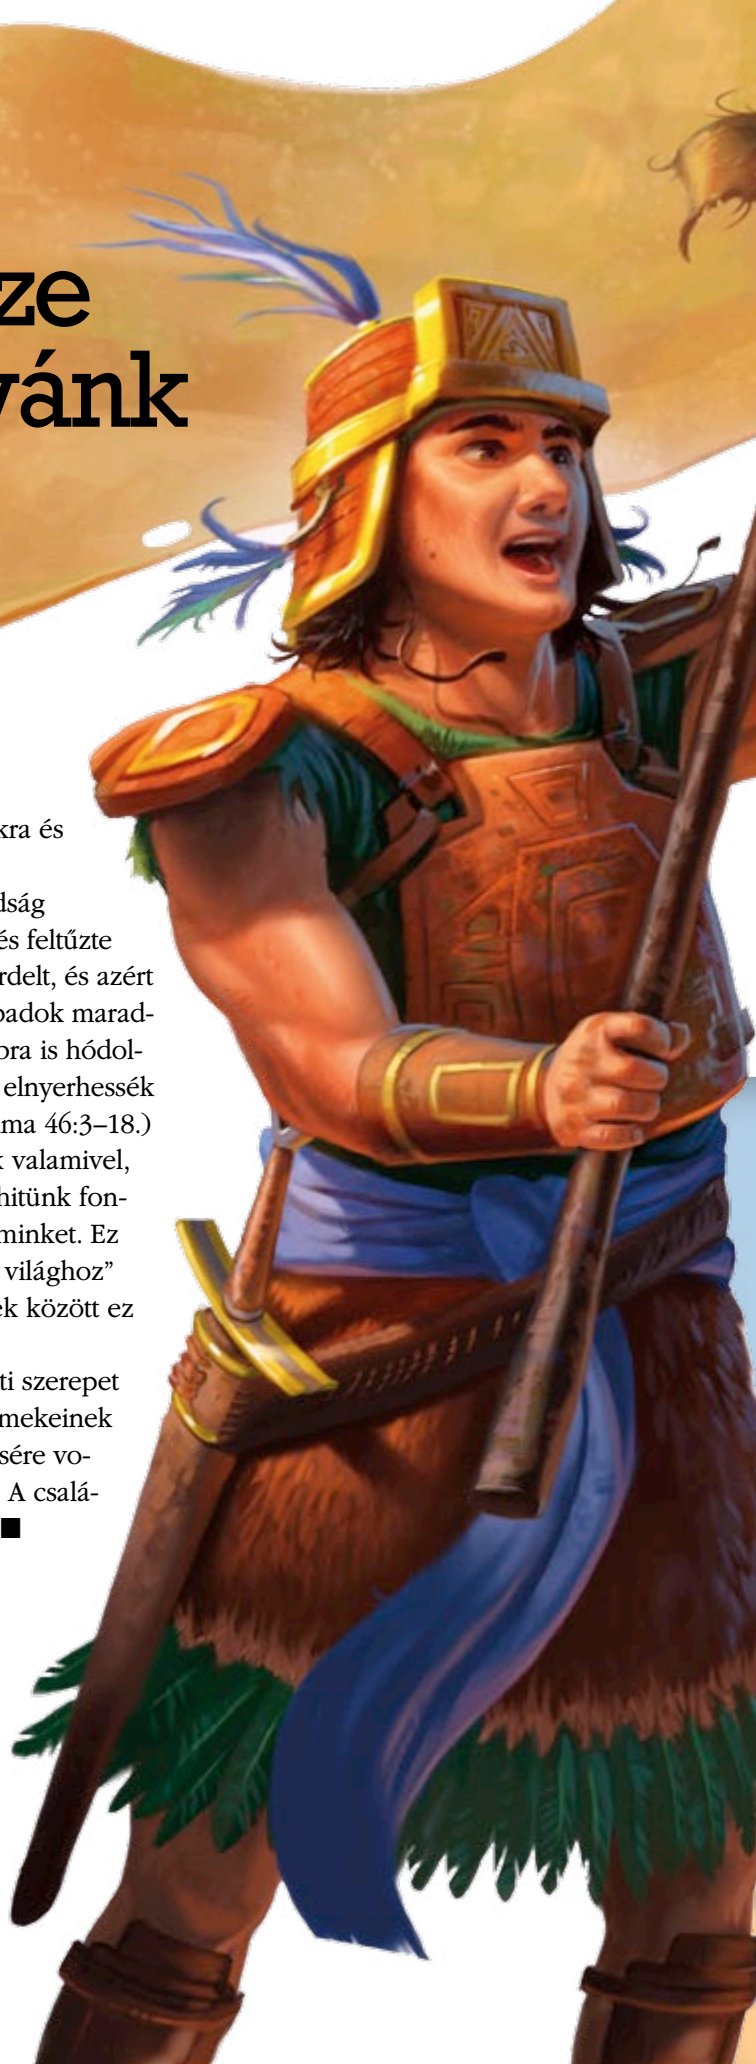 ze
vánk
kra és
dság
és feltűzte
rdelt, és azért
badok marad-
bra is hódol-
elnyerhessék
ma 46:3–18.)
k valamivel,
hitünk fon-
minket. Ez
világhoz”
ek között ez
ti szerepet
mekeinek
sére vo-
A csalá-